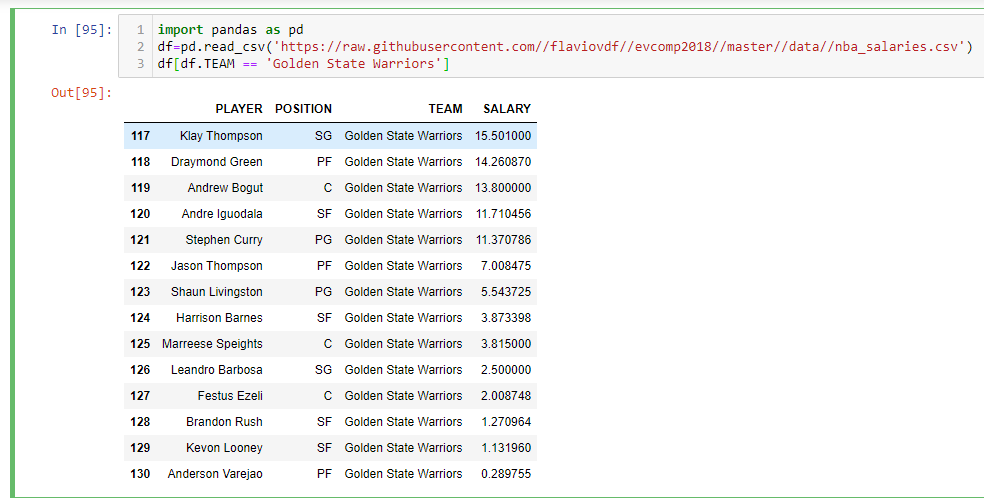 In [95]: 1 import pandas as pd
2 df=pd.read_csv('https://raw.githubusercontent.com//flaviovdf//evcomp2018//master//data//nba_salaries.csv')
3 df[df.TEAM == 'Golden State Warriors']
Out[95]:
PLAYER POSITION TEAM SALARY
117 Klay Thompson SG Golden State Warriors 15.501000
118 Draymond Green PF Golden State Warriors 14.260870
119 Andrew Bogut C Golden State Warriors 13.800000
120 Andre Iguodala SF Golden State Warriors 11.710456
121 Stephen Curry PG Golden State Warriors 11.370786
122 Jason Thompson PF Golden State Warriors 7.008475
123 Shaun Livingston PG Golden State Warriors 5.543725
124 Harrison Barnes SF Golden State Warriors 3.873398
125 Marreese Speights C Golden State Warriors 3.815000
126 Leandro Barbosa SG Golden State Warriors 2.500000
127 Festus Ezeli C Golden State Warriors 2.008748
128 Brandon Rush SF Golden State Warriors 1.270964
129 Kevon Looney SF Golden State Warriors 1.131960
130 Anderson Varejao PF Golden State Warriors 0.289755